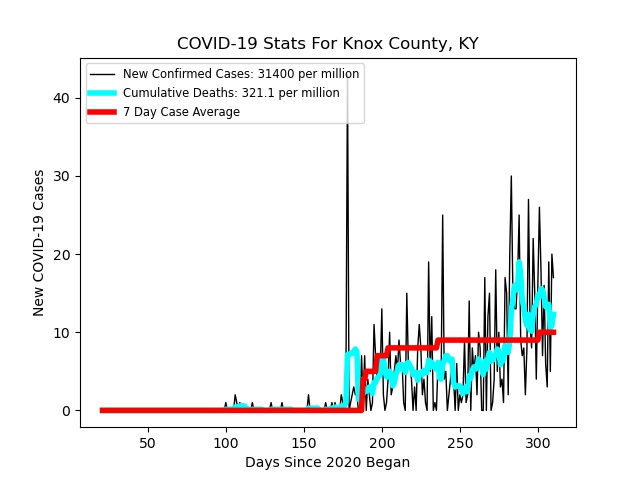 COVID-19 Stats For Knox County, KY
New Confirmed Cases: 31400 per million
Cumulative Deaths: 321.1 per million
7 Day Case Average
New COVID-19 Cases
40
30
20
10
0
50 100 150 200 250 300
Days Since 2020 Began